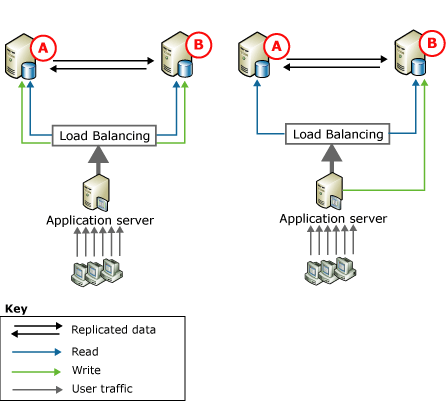 A
B
A
B
Load Balancing
Load Balancing
Application server
Application server
Key
Replicated data
Read
Write
User traffic